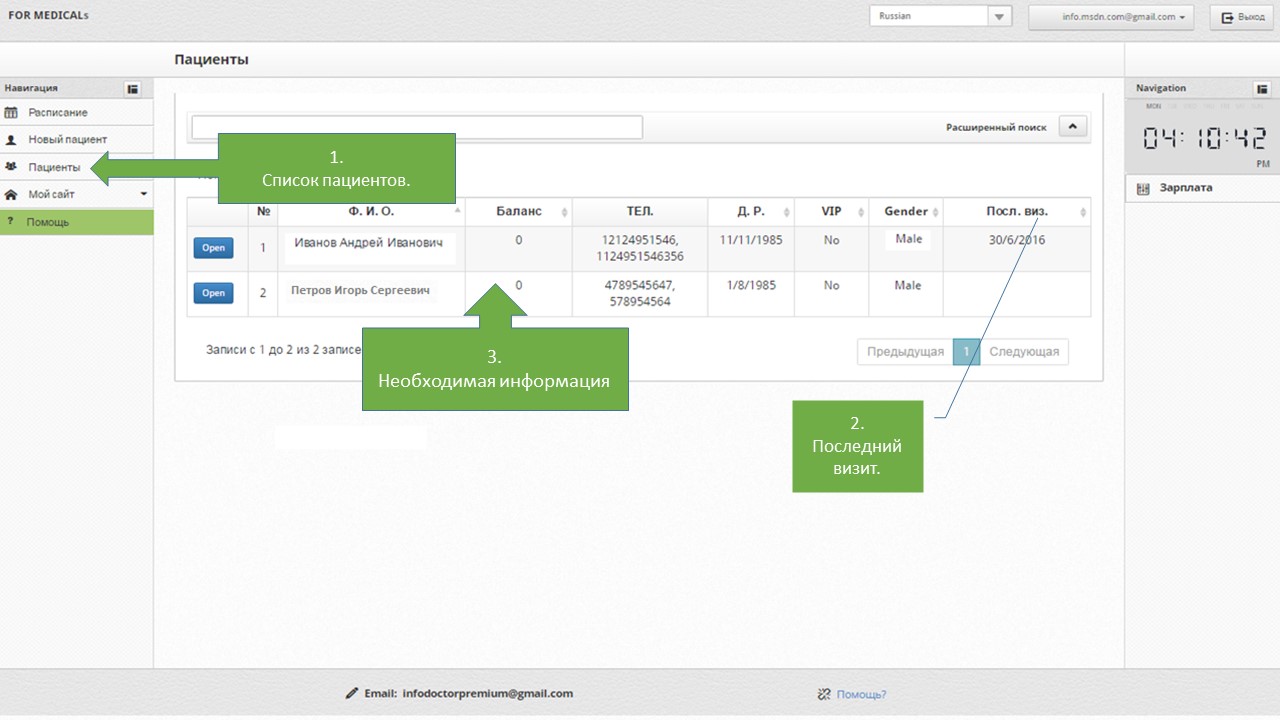 FOR MEDICALs
Russian
info.msdn.com@gmail.com
Выход
Пациенты
Навигация
Расписание
Новый пациент
Пациенты
Мой сайт
? Помощь
Расширенный поиск
1.
Список пациентов.
№ Ф. И. О. Баланс ТЕЛ. Д. Р. VIP Gender Посл. виз.
Open 1 Иванов Андрей Иванович 0 12124951546, 11/11/1985 No Male 30/6/2016
1124951546356
Open 2 Петров Игорь Сергеевич 0 4789545647, 1/8/1985 No Male
578954564
Записи с 1 до 2 из 2 записе
Предыдущая 1 Следующая
3.
Необходимая информация
2.
Последний
визит.
Navigation
MON
04:10:42
PM
Зарплата
Email: infodoctorpremium@gmail.com
Помощь?